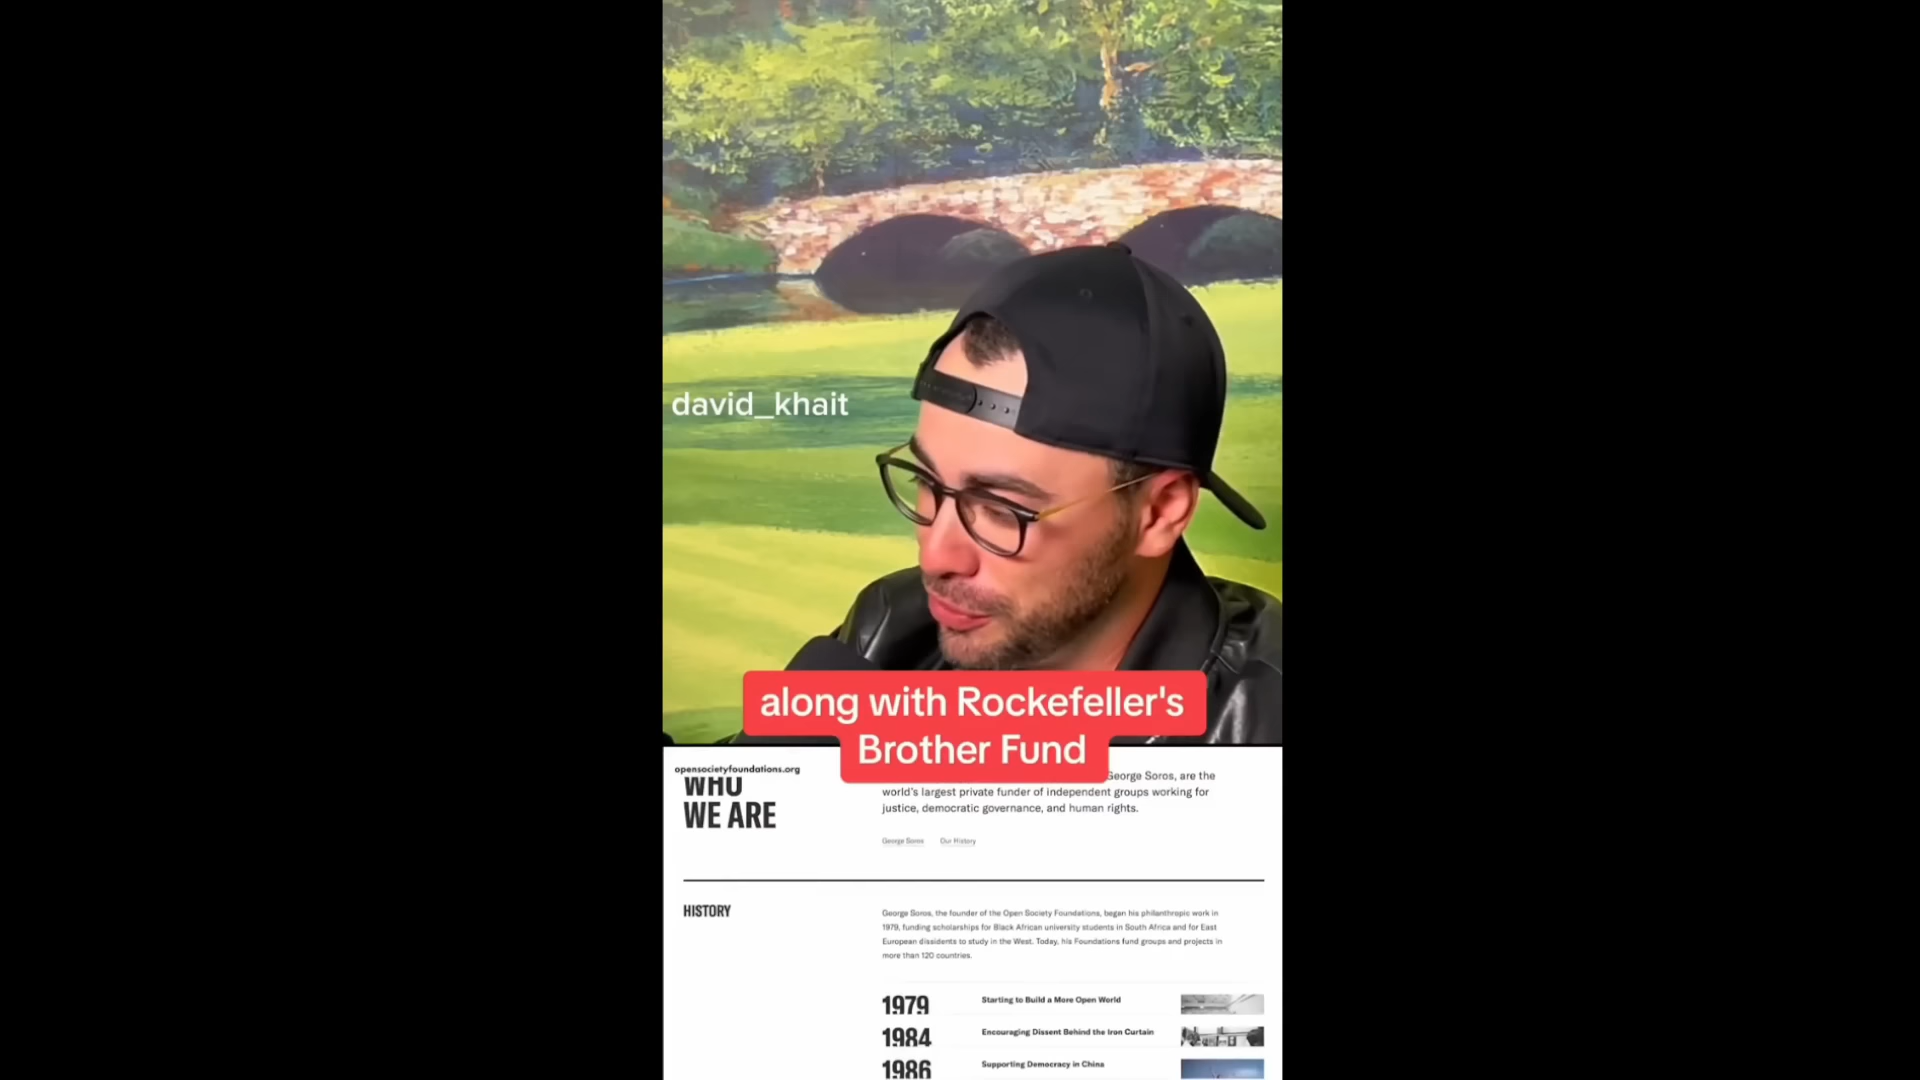 david_khait
along with Rockefeller's
Brother Fund
opensocietyfoundations.org
WHO
WE ARE
George Soros, are the
world's largest private funder of independent groups working for
justice, democratic governance, and human rights.
George Soros Our History
HISTORY
George Soros, the founder of the Open Society Foundations, began his philanthropic work in
1979, funding scholarships for Black African university students in South Africa and for East
European dissidents to study in the West. Today, his Foundations fund groups and projects in
more than 120 countries.
1979 Starting to Build a More Open World
1984 Encouraging Dissent Behind the Iron Curtain
1986 Supporting Democracy in China